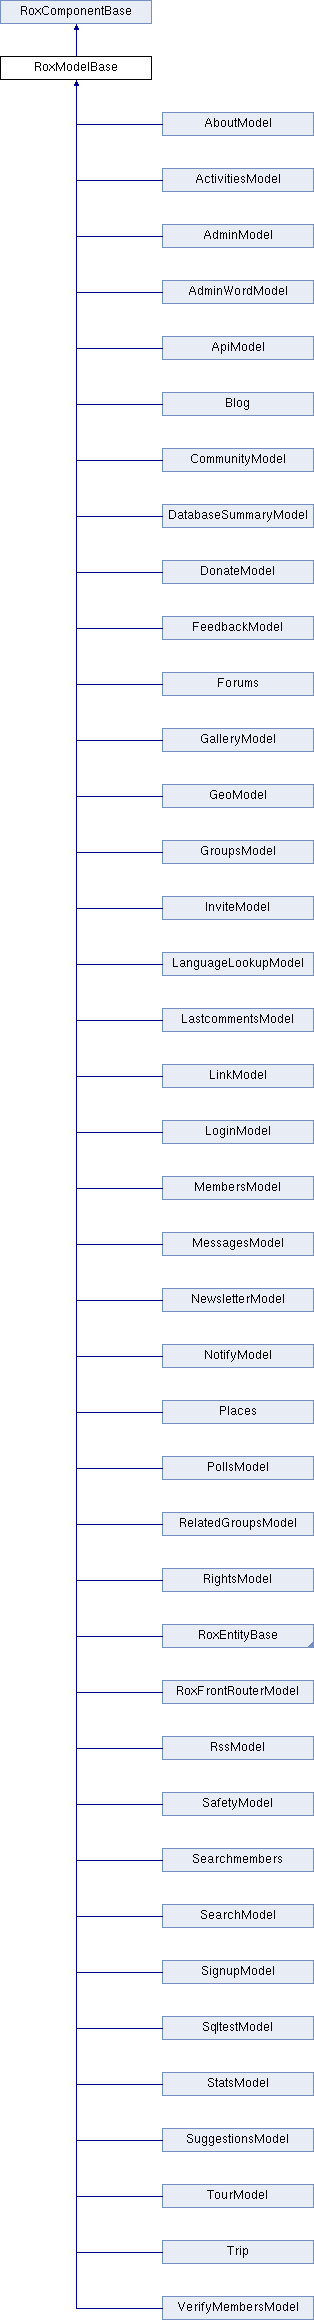 RoxComponentBase
RoxModelBase
AboutModel
ActivitiesModel
AdminModel
AdminWordModel
ApiModel
Blog
CommunityModel
DatabaseSummaryModel
DonateModel
FeedbackModel
Forums
GalleryModel
GeoModel
GroupsModel
InviteModel
LanguageLookupModel
LastcommentsModel
LinkModel
LoginModel
MembersModel
MessagesModel
NewsletterModel
NotifyModel
Places
PollsModel
RelatedGroupsModel
RightsModel
RoxEntityBase
RoxFrontRouterModel
RssModel
SafetyModel
Searchmembers
SearchModel
SignupModel
SqltestModel
StatsModel
SuggestionsModel
TourModel
Trip
VerifyMembersModel